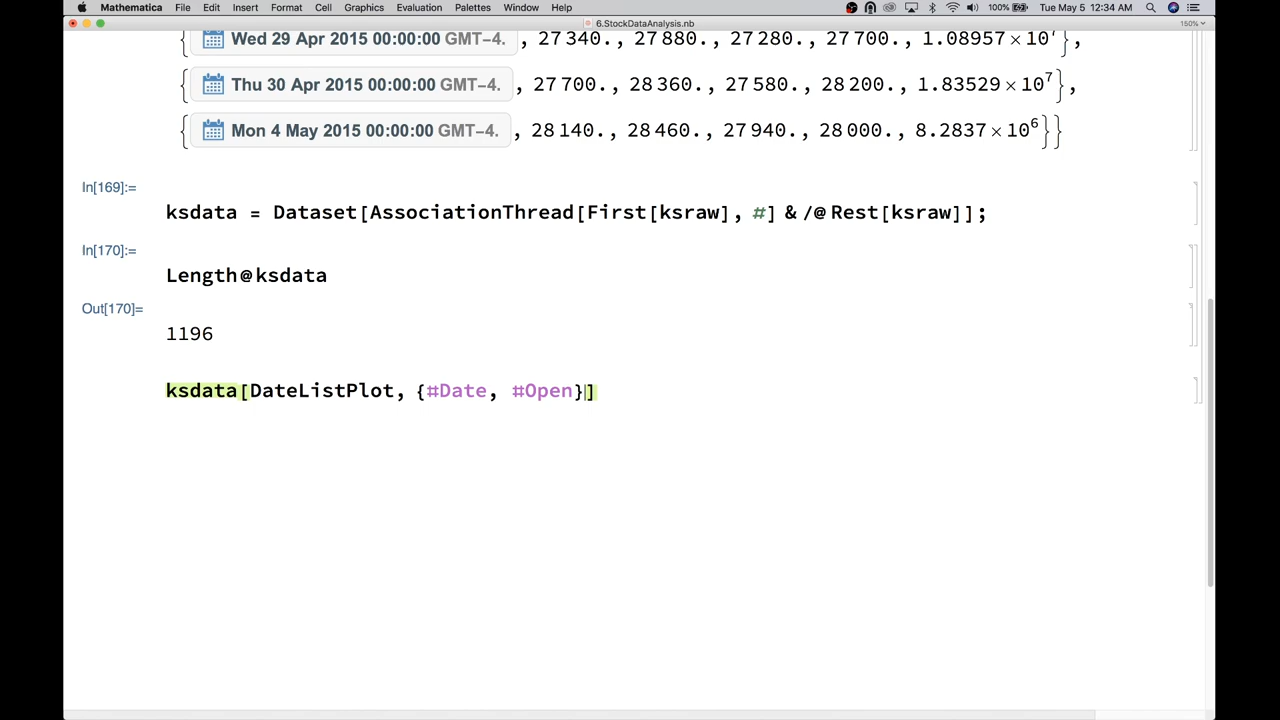 Mathematica File Edit Insert Format Cell Graphics Evaluation Palettes Window Help 100% Tue May 5 12:34 AM
6.StockDataAnalysis.nb 150%
{ Wed 29 Apr 2015 00:00:00 GMT-4. , 27 340., 27 880., 27 280., 27 700., 1.08957 × 10⁷},
{ Thu 30 Apr 2015 00:00:00 GMT-4. , 27 700., 28 360., 27 580., 28 200., 1.83529 × 10⁷},
{ Mon 4 May 2015 00:00:00 GMT-4. , 28 140., 28 460., 27 940., 28 000., 8.2837 × 10⁶}}
In[169]:=
ksdata = Dataset[AssociationThread[First[ksraw], #] & /@ Rest[ksraw]];
In[170]:=
Length@ksdata
Out[170]=
1196
ksdata[DateListPlot, {#Date, #Open}]